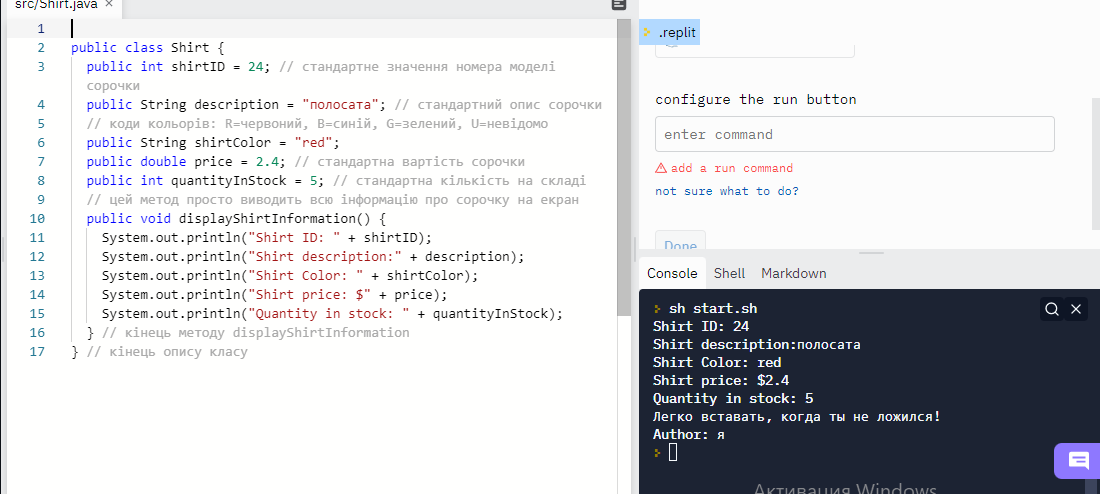 src/Shirt.java ×
1
2 public class Shirt {
3 public int shirtID = 24; // стандартне значення номера моделі
сорочки
4 public String description = "полосата"; // стандартний опис сорочки
5 // коди кольорів: R=червоний, B=синій, G=зелений, U=невідомо
6 public String shirtColor = "red";
7 public double price = 2.4; // стандартна вартість сорочки
8 public int quantityInStock = 5; // стандартна кількість на складі
9 // цей метод просто виводить всю інформацію про сорочку на екран
10 public void displayShirtInformation() {
11 System.out.println("Shirt ID: " + shirtID);
12 System.out.println("Shirt description:" + description);
13 System.out.println("Shirt Color: " + shirtColor);
14 System.out.println("Shirt price: $" + price);
15 System.out.println("Quantity in stock: " + quantityInStock);
16 } // кінець методу displayShirtInformation
17 } // кінець опису класу
.replit
configure the run button
enter command
add a run command
not sure what to do?
Done
Console Shell Markdown
sh start.sh
Shirt ID: 24
Shirt description:полосата
Shirt Color: red
Shirt price: $2.4
Quantity in stock: 5
Легко вставать, когда ты не ложился!
Author: я
Активация Windows